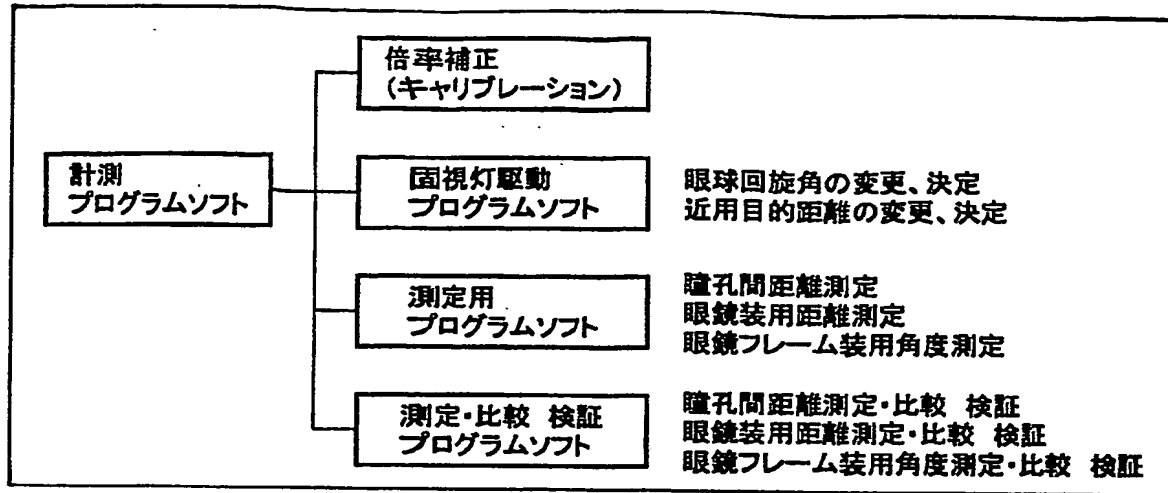 倍率補正
(キャリブレーション)
計測
プログラムソフト
固視灯駆動
プログラムソフト
眼球回旋角の変更、決定
近用目的距離の変更、決定
測定用
プログラムソフト
瞳孔間距離測定
眼鏡装用距離測定
眼鏡フレーム装用角度測定
測定・比較 検証
プログラムソフト
瞳孔間距離測定・比較 検証
眼鏡装用距離測定・比較 検証
眼鏡フレーム装用角度測定・比較 検証